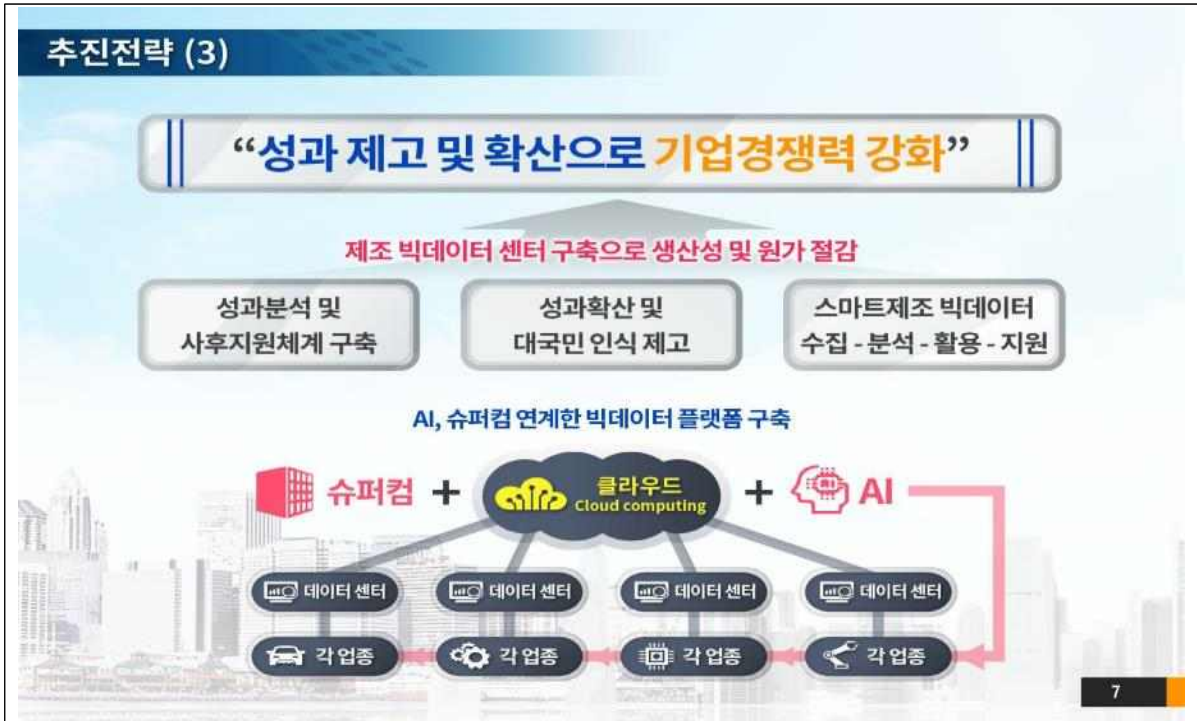 추진전략 (3)
“성과 제고 및 확산으로 기업경쟁력 강화”
제조 빅데이터 센터 구축으로 생산성 및 원가 절감
성과분석 및
사후지원체계 구축
성과확산 및
대국민 인식 제고
스마트제조 빅데이터
수집 - 분석 - 활용 - 지원
AI, 슈퍼컴 연계한 빅데이터 플랫폼 구축
슈퍼컴 +
클라우드
Cloud computing
+ AI
데이터 센터
데이터 센터
데이터 센터
데이터 센터
각 업종
각 업종
각 업종
각 업종
7